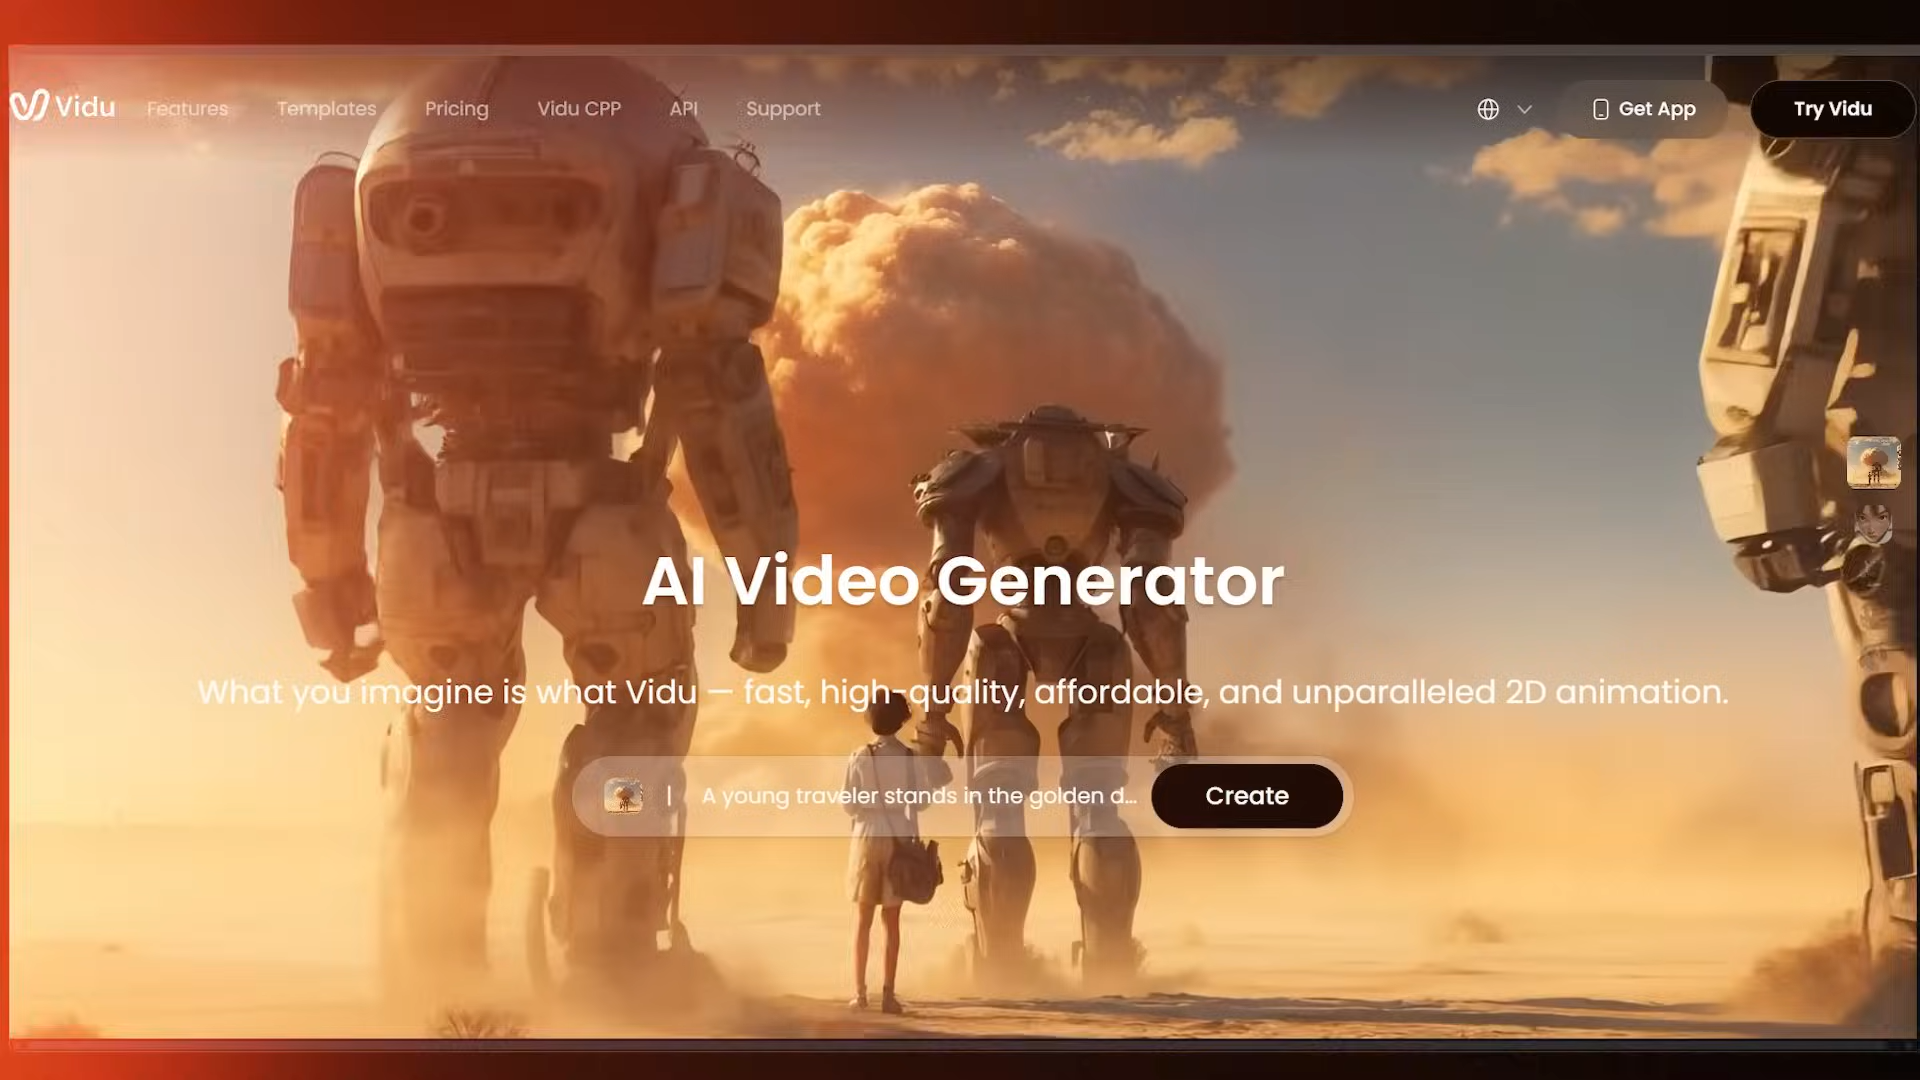 Vidu Features Templates Pricing Vidu CPP API Support Get App Try Vidu
AI Video Generator
What you imagine is what Vidu — fast, high-quality, affordable, and unparalleled 2D animation.
A young traveler stands in the golden d... Create